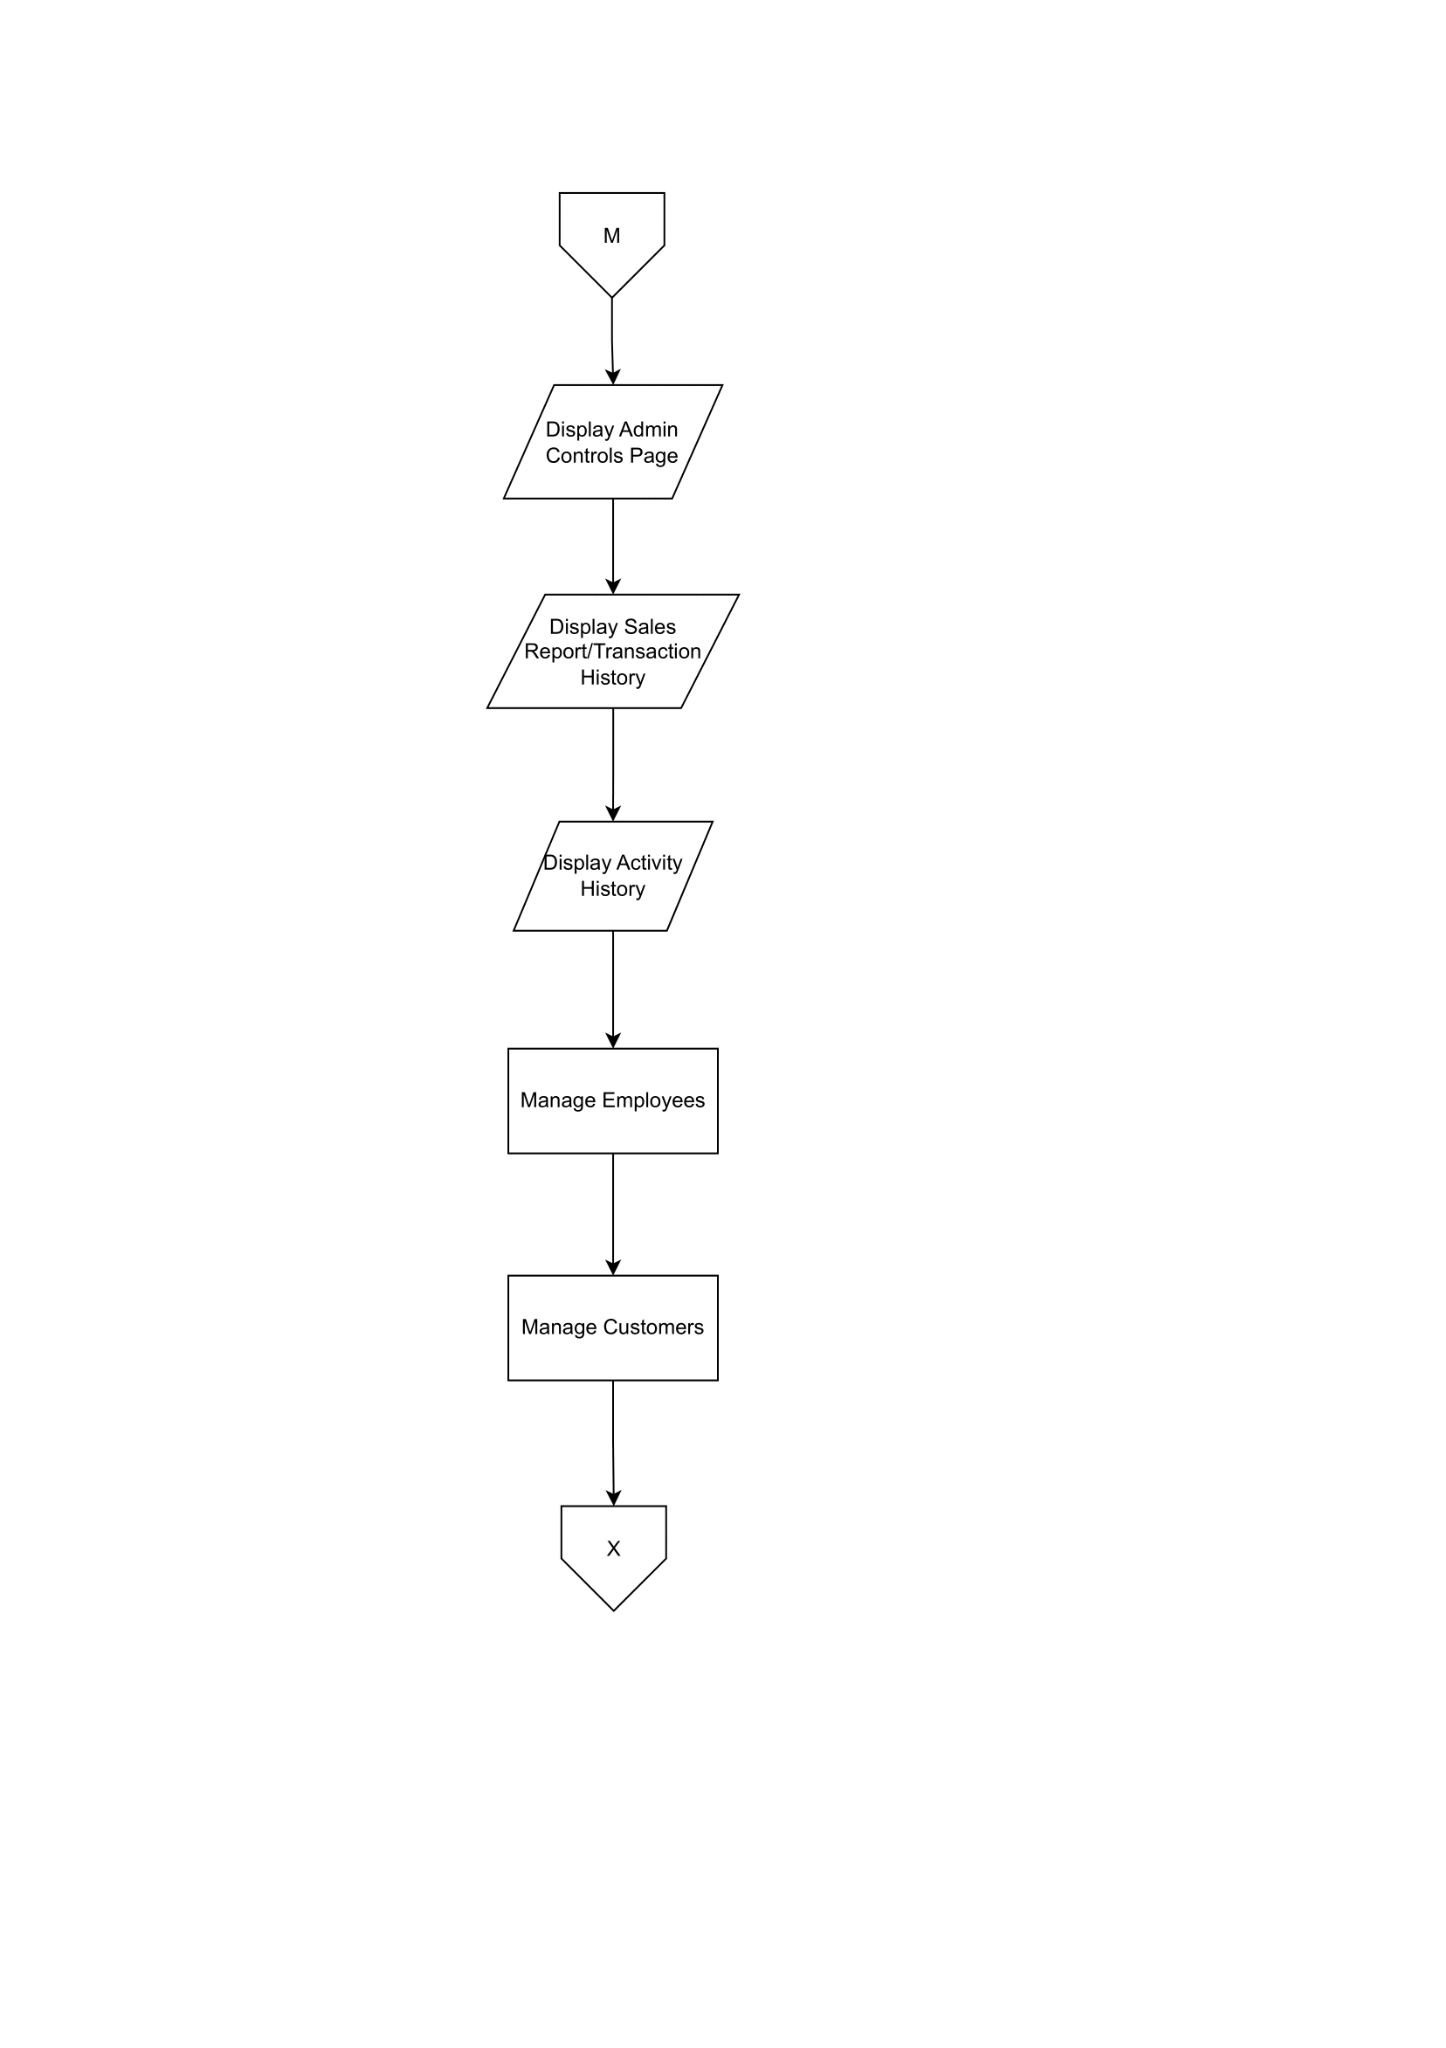 M
Display Admin
Controls Page
Display Sales
Report/Transaction
History
Display Activity
History
Manage Employees
Manage Customers
X